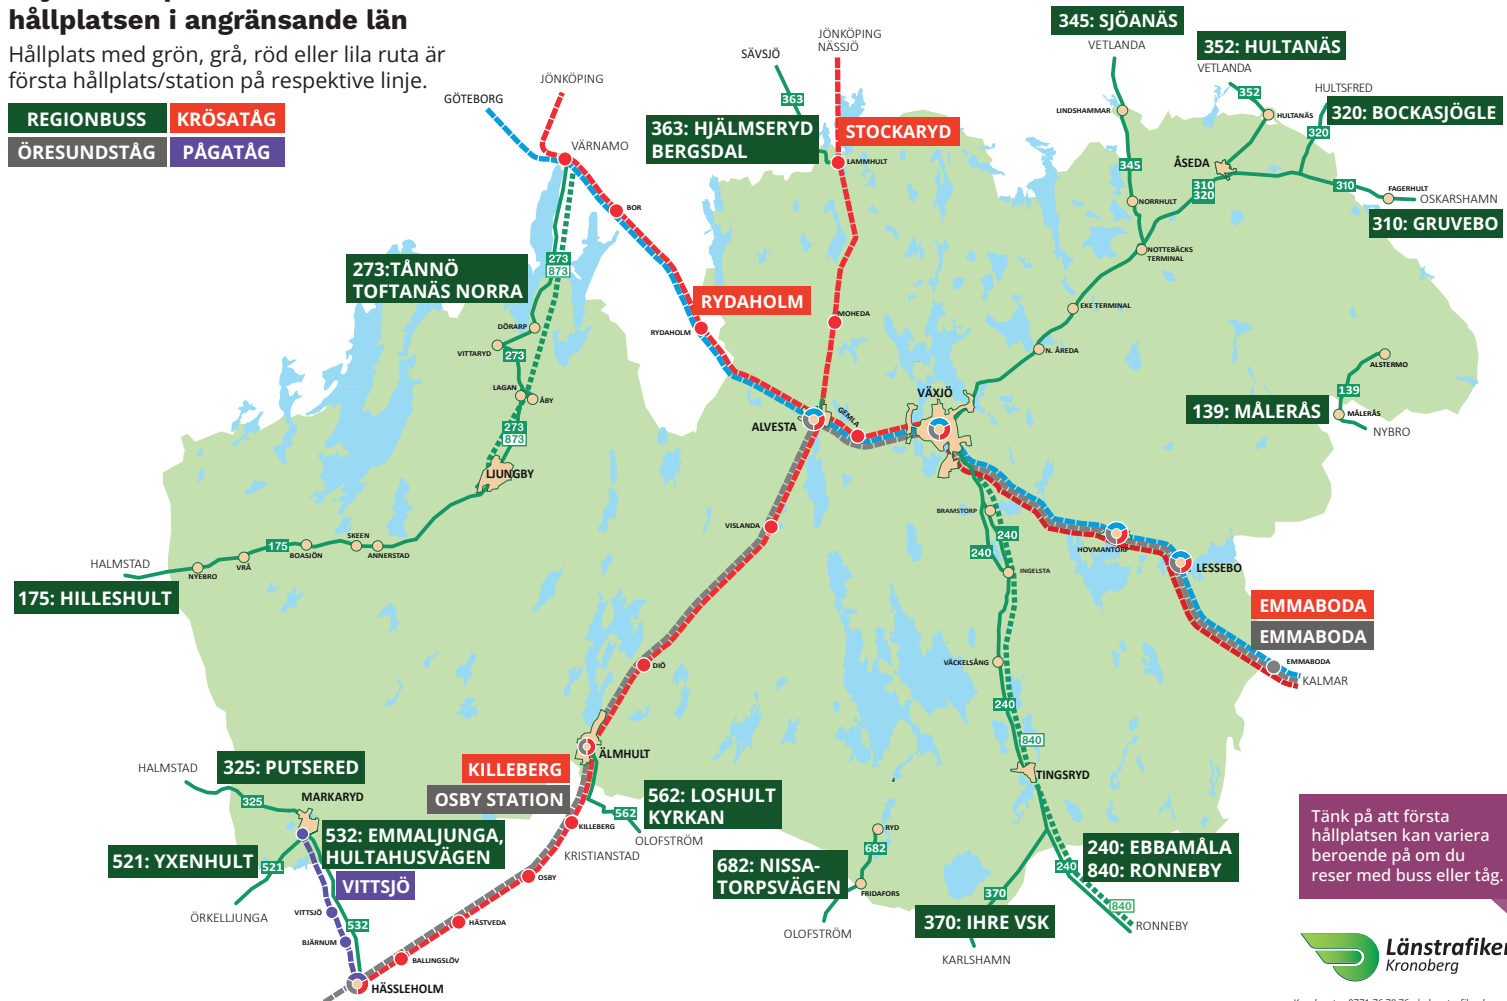 hållplatsen i angränsande län
Hållplats med grön, grå, röd eller lila ruta är
första hållplats/station på respektive linje.
REGIONBUSS
KRÖSATÅG
ÖRESUNDSTÅG
PÅGATÅG
GÖTEBORG
JÖNKÖPING
VÄRNAMO
BOR
SÄVSJÖ
363
JÖNKÖPING
NÄSSJÖ
363: HJÄLMSERYD
BERGSDAL
STOCKARYD
LAMMHULT
345: SJÖANÄS
VETLANDA
LINDSHAMMAR
345
NORRHULT
352: HULTANÄS
VETLANDA
352
HULTANÄS
HULTSFRED
320: BOCKASJÖGLE
320
ÅSEDA
310
320
310
FAGERHULT
OSKARSHAMN
310: GRUVEBO
NOTTEBÄCKS
TERMINAL
EKE TERMINAL
N. ÅREDA
273:TÅNNÖ
TOFTANÄS NORRA
273
873
DÖRARP
VITTARYD
273
LAGAN
ÅBY
273
873
LJUNGBY
RYDAHOLM
RYDAHOLM
MOHEDA
ALVESTA
GEMLA
VÄXJÖ
ALSTERMO
139
139: MÅLERÅS
MÅLERÅS
NYBRO
HALMSTAD
NYEBRO
VRÅ
175
BOASJÖN
SKEEN
ANNERSTAD
175: HILLESHULT
VISLANDA
BRAMSTORP
240
240
INGELSTA
HOVMANTORP
LESSEBO
EMMABODA
EMMABODA
EMMABODA
KALMAR
DIÖ
VÄCKELSÅNG
240
840
TINGSRYD
ÄLMHULT
KILLEBERG
OSBY STATION
562: LOSHULT
KYRKAN
562
OLOFSTRÖM
KILLEBERG
KRISTIANSTAD
OSBY
HÄSTVEDA
BALLINGSLÖV
HÄSSLEHOLM
HALMSTAD
325: PUTSERED
325
MARKARYD
532: EMMALJUNGA,
HULTAHUSVÄGEN
521: YXENHULT
521
VITTSJÖ
ÖRKELLJUNGA
VITTSJÖ
532
BJÄRNUM
RYD
682
682: NISSA-
TORPSVÄGEN
FRIDAFORS
OLOFSTRÖM
370
370: IHRE VSK
KARLSHAMN
240: EBBAMÅLA
840: RONNEBY
240
840
RONNEBY
Tänk på att första
hållplatsen kan variera
beroende på om du
reser med buss eller tåg.
Länstrafiken
Kronoberg